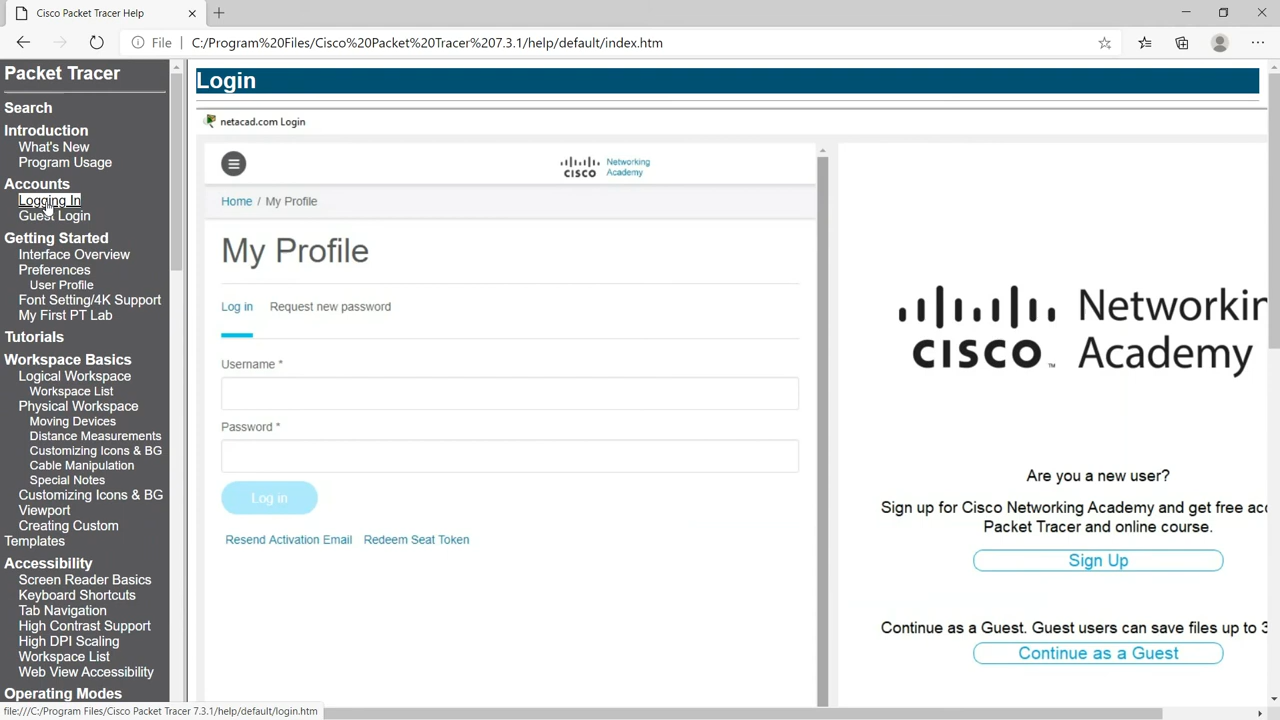 Cisco Packet Tracer Help
File
C:/Program%20Files/Cisco%20Packet%20Tracer%207.3.1/help/default/index.htm
Packet Tracer
Search
Introduction
What's New
Program Usage
Accounts
Logging In
Guest Login
Getting Started
Interface Overview
Preferences
User Profile
Font Setting/4K Support
My First PT Lab
Tutorials
Workspace Basics
Logical Workspace
Workspace List
Physical Workspace
Moving Devices
Distance Measurements
Customizing Icons & BG
Cable Manipulation
Special Notes
Customizing Icons & BG
Viewport
Creating Custom
Templates
Accessibility
Screen Reader Basics
Keyboard Shortcuts
Tab Navigation
High Contrast Support
High DPI Scaling
Workspace List
Web View Accessibility
Operating Modes
file:///C:/Program Files/Cisco Packet Tracer 7.3.1/help/default/login.htm
Login
netacad.com Login
CISCO Networking
Academy
Home / My Profile
My Profile
Log in Request new password
Username *
Password *
Log in
Resend Activation Email Redeem Seat Token
Networkin
CISCO™ Academy
Are you a new user?
Sign up for Cisco Networking Academy and get free acc
Packet Tracer and online course.
Sign Up
Continue as a Guest. Guest users can save files up to 3
Continue as a Guest